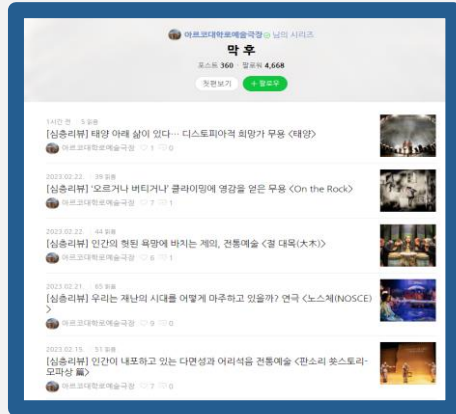 아르코대학로예술극장 님의 시리즈
막 후
포스트 360 · 팔로워 4,668
첫편보기 + 팔로우
1시간 전 · 5 읽음
[심층리뷰] 태양 아래 삶이 있다… 디스토피아적 희망가 무용 <태양>
아르코대학로예술극장 ♡ 1 💬 0
2023.02.22. · 39 읽음
[심층리뷰] '오르거나 버티거나' 클라이밍에 영감을 얻은 무용 <On the Rock>
아르코대학로예술극장 ♡ 7 💬 1
2023.02.22. · 44 읽음
[심층리뷰] 인간의 헛된 욕망에 바치는 제의, 전통예술 <절 대목(大木)>
아르코대학로예술극장 ♡ 6 💬 1
2023.02.21. · 65 읽음
[심층리뷰] 우리는 재난의 시대를 어떻게 마주하고 있을까? 연극 <노스체(NOSCE)
>
아르코대학로예술극장 ♡ 9 💬 0
2023.02.19. · 51 읽음
[심층리뷰] 인간이 내포하고 있는 다면성과 어리석음 전통예술 <판소리 쑛스토리-
모파상 篇>
아르코대학로예술극장 ♡ 7 💬 0